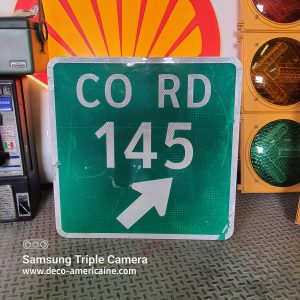 CO RD
145
Samsung Triple Camera
www.deco-americaine.com